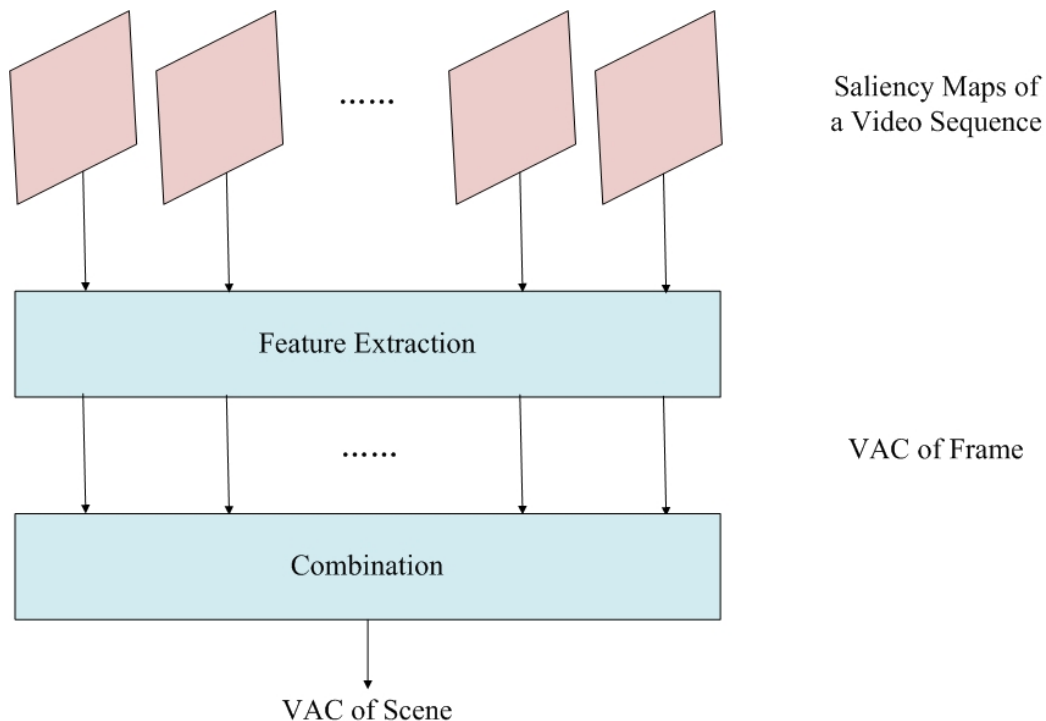 ......
Saliency Maps of
a Video Sequence
Feature Extraction
......
VAC of Frame
Combination
VAC of Scene